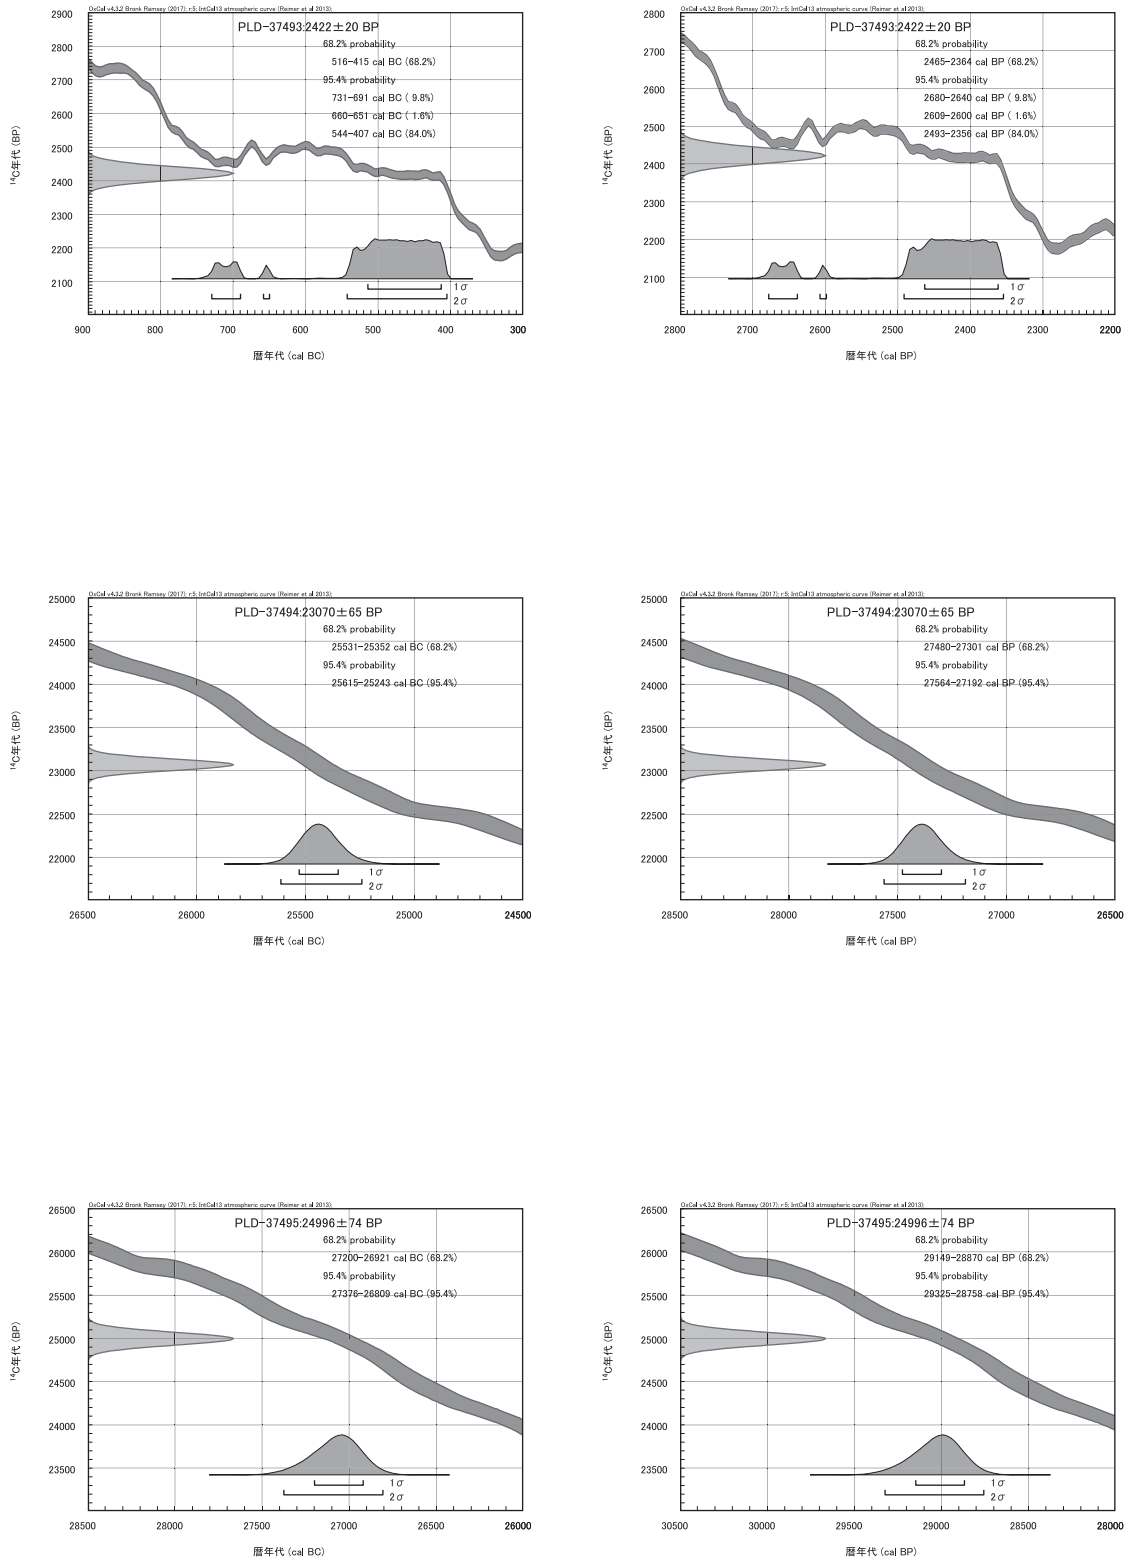 OxCal v4.3.2 Bronk Ramsey (2017); r:5; IntCal13 atmospheric curve (Reimer et al 2013);
PLD-37493:2422±20 BP
68.2% probability
516-415 cal BC (68.2%)
95.4% probability
731-691 cal BC ( 9.8%)
660-651 cal BC ( 1.6%)
544-407 cal BC (84.0%)
2900
2800
2700
2600
2500
2400
2300
2200
2100
¹⁴C年代 (BP)
1σ
2σ
900 800 700 600 500 400 300
暦年代 (cal BC)
OxCal v4.3.2 Bronk Ramsey (2017); r:5; IntCal13 atmospheric curve (Reimer et al 2013);
PLD-37493:2422±20 BP
68.2% probability
2465-2364 cal BP (68.2%)
95.4% probability
2680-2640 cal BP ( 9.8%)
2609-2600 cal BP ( 1.6%)
2493-2356 cal BP (84.0%)
2800
2700
2600
2500
2400
2300
2200
2100
¹⁴C年代 (BP)
1σ
2σ
2800 2700 2600 2500 2400 2300 2200
暦年代 (cal BP)
OxCal v4.3.2 Bronk Ramsey (2017); r:5; IntCal13 atmospheric curve (Reimer et al 2013);
PLD-37494:23070±65 BP
68.2% probability
25531-25352 cal BC (68.2%)
95.4% probability
25615-25243 cal BC (95.4%)
25000
24500
24000
23500
23000
22500
22000
¹⁴C年代 (BP)
1σ
2σ
26500 26000 25500 25000 24500
暦年代 (cal BC)
OxCal v4.3.2 Bronk Ramsey (2017); r:5; IntCal13 atmospheric curve (Reimer et al 2013);
PLD-37494:23070±65 BP
68.2% probability
27480-27301 cal BP (68.2%)
95.4% probability
27564-27192 cal BP (95.4%)
25000
24500
24000
23500
23000
22500
22000
¹⁴C年代 (BP)
1σ
2σ
28500 28000 27500 27000 26500
暦年代 (cal BP)
OxCal v4.3.2 Bronk Ramsey (2017); r:5; IntCal13 atmospheric curve (Reimer et al 2013);
PLD-37495:24996±74 BP
68.2% probability
27200-26921 cal BC (68.2%)
95.4% probability
27376-26809 cal BC (95.4%)
26500
26000
25500
25000
24500
24000
23500
¹⁴C年代 (BP)
1σ
2σ
28500 28000 27500 27000 26500 26000
暦年代 (cal BC)
OxCal v4.3.2 Bronk Ramsey (2017); r:5; IntCal13 atmospheric curve (Reimer et al 2013);
PLD-37495:24996±74 BP
68.2% probability
29149-28870 cal BP (68.2%)
95.4% probability
29325-28758 cal BP (95.4%)
26500
26000
25500
25000
24500
24000
23500
¹⁴C年代 (BP)
1σ
2σ
30500 30000 29500 29000 28500 28000
暦年代 (cal BP)